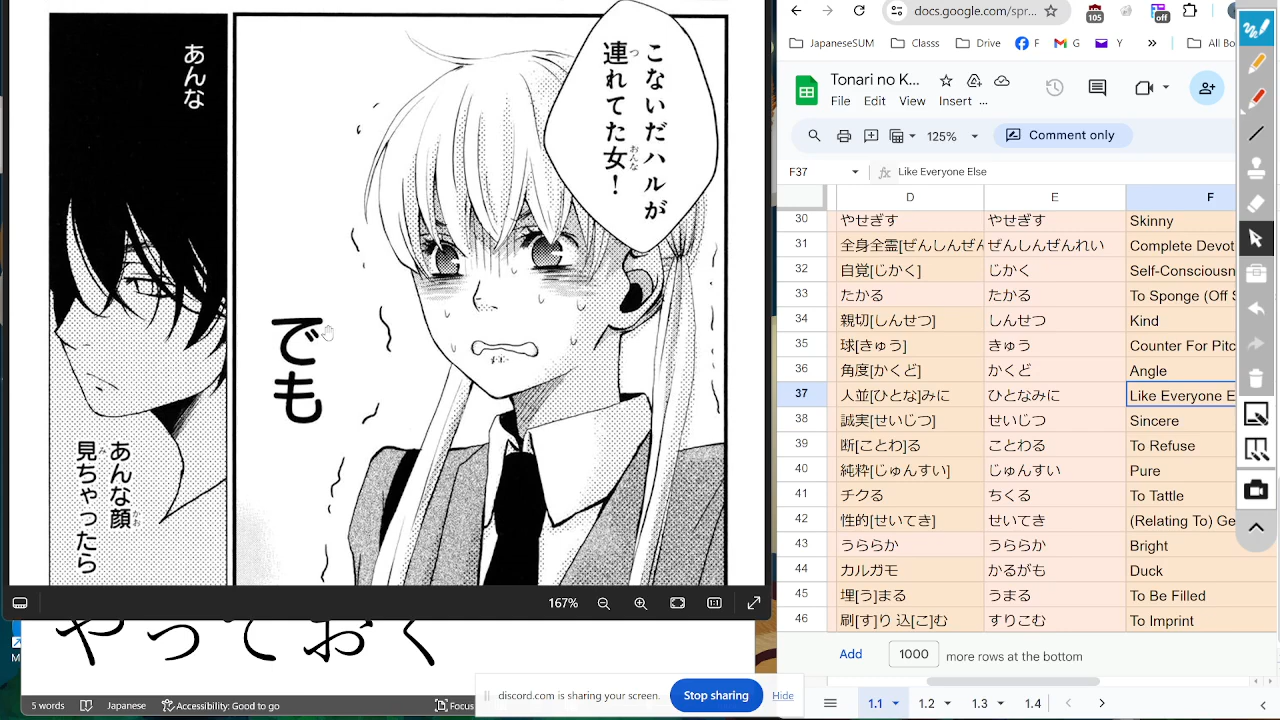 こないだハルが
連れてた女！
つ
おんな
でも
あんな
あんな顔
かお
見ちゃったら
み
167%
やっておく
5 words
Japanese
Accessibility: Good to go
Focus
discord.com is sharing your screen.
Stop sharing
Hide
docs.google.com/spr...
105
off
JapaneseSUM
Classs
Drive
F
G
Y
»
All Do
Tonari no K...
File
Edit
Insert ...
125%
Comment only
F37
Like Everyone Else
D
E
F
30 やせぎす やせぎす Skinny
31 全身全霊[ぜんしんぜん ぜんしんぜんれい Complete Devot
32 じかく
33 たかる たかる To Sponge (Off
34 親切[しんせつ] しんせつ Kind
35 球[きゅう] きゅう Counter For Pitc
36 角度[かくど] かくど Angle
37 人並[ひとな]みに ひとなみに Like Everyone E
38 誠実[せいじつ] せいじつ Sincere
39 断[ことわ]る ことわる To Refuse
40 純粋[じゅんすい] じゅんすい Pure
41 チクる ちくる To Tattle
42 性的[せいてき] せいてき (Relating To) Ge
43 うららか うららか Bright
44 カルガモ かるがも Duck
45 埋[う]まる うまる To Be Filled
46 刷[す]り 込[こ]む すりこむ To Imprint
Add
1000
more rows at the bottom
1.1
1.3